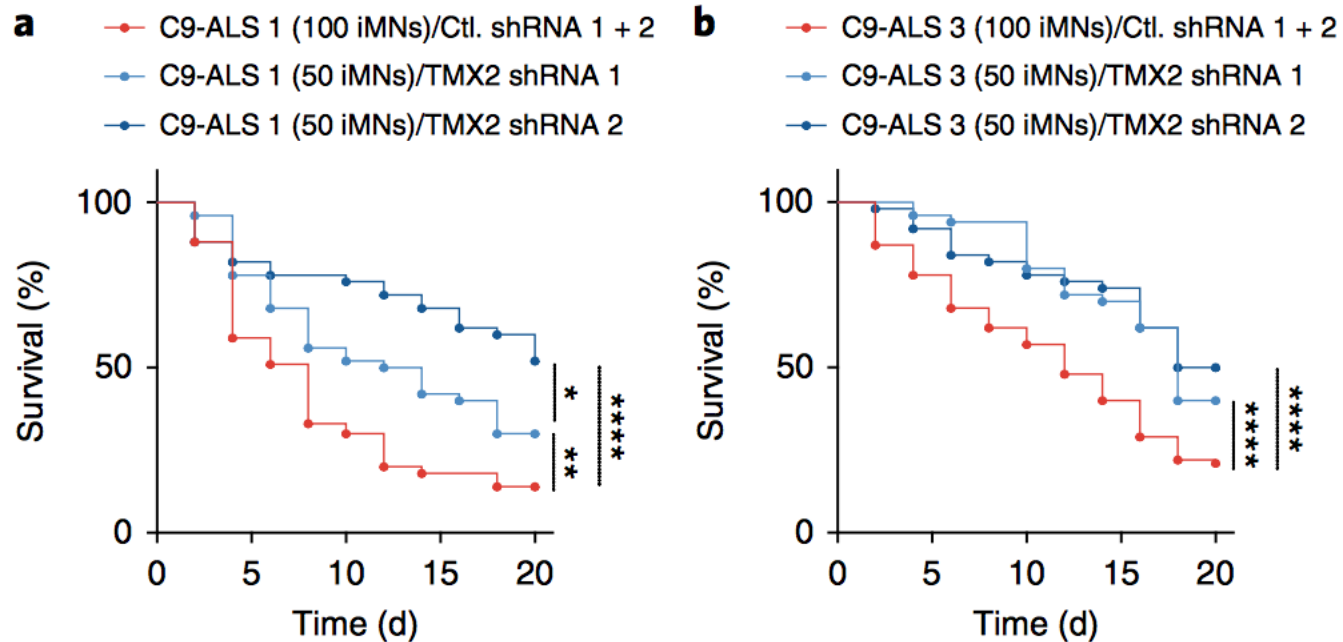 a
C9-ALS 1 (100 iMNs)/Ctl. shRNA 1 + 2
C9-ALS 1 (50 iMNs)/TMX2 shRNA 1
C9-ALS 1 (50 iMNs)/TMX2 shRNA 2
Survival (%)
100
50
0
0 5 10 15 20
Time (d)
*
**
****
b
C9-ALS 3 (100 iMNs)/Ctl. shRNA 1 + 2
C9-ALS 3 (50 iMNs)/TMX2 shRNA 1
C9-ALS 3 (50 iMNs)/TMX2 shRNA 2
Survival (%)
100
50
0
0 5 10 15 20
Time (d)
****
****